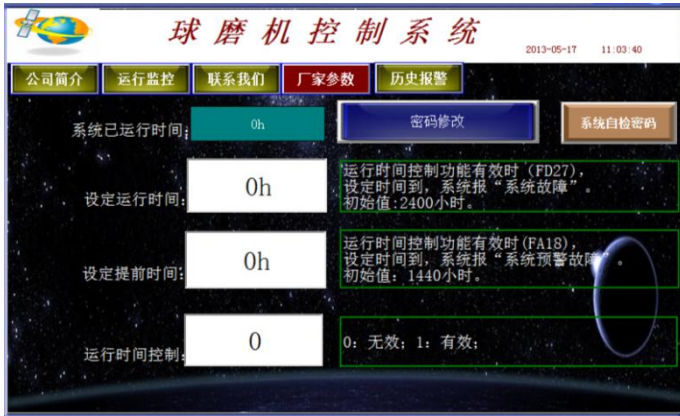 球磨机控制系统
2013-05-17 11:03:40
公司简介 运行监控 联系我们 厂家参数 历史报警
系统已运行时间: 0h 密码修改 系统自检密码
设定运行时间: 0h
运行时间控制功能有效时（FD27），
设定时间到，系统报“系统故障”。
初始值:2400小时。
设定提前时间: 0h
运行时间控制功能有效时(FA18)，
设定时间到，系统报“系统预警故障”。
初始值：1440小时。
运行时间控制: 0
0：无效；1：有效；